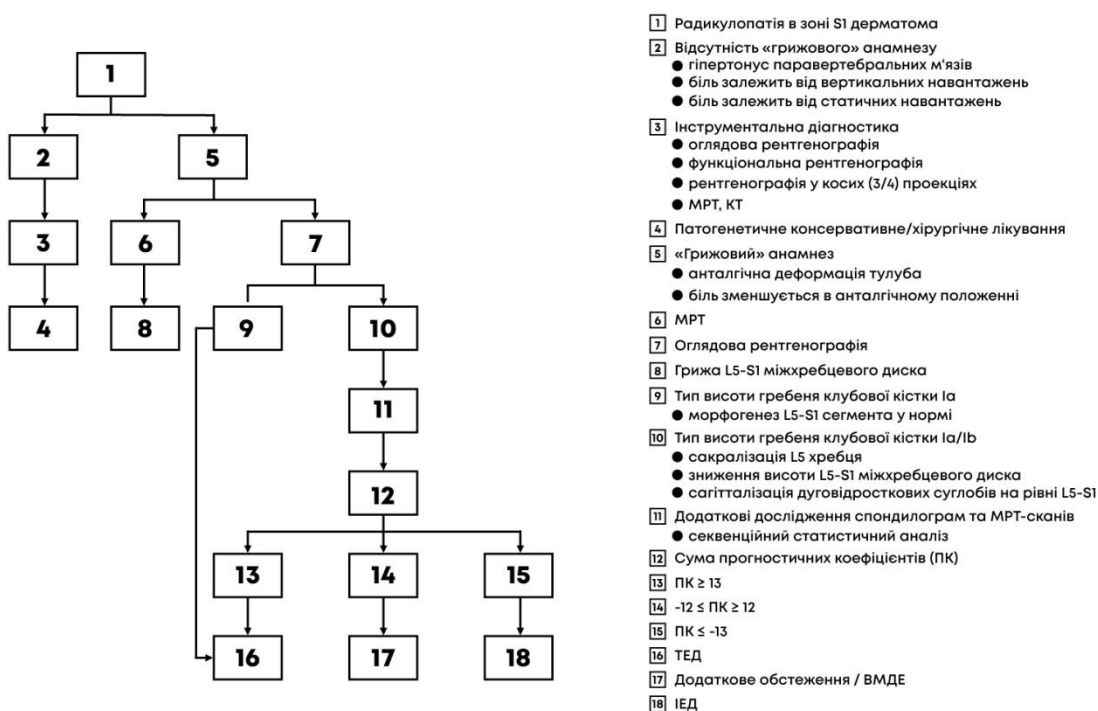 1
2
5
3
6
7
4
8
9
10
11
12
13
14
15
16
17
18
1 Радикулопатія в зоні S1 дерматома
2 Відсутність «грижового» анамнезу
● гіпертонус паравертебральних м'язів
● біль залежить від вертикальних навантажень
● біль залежить від статичних навантажень
3 Інструментальна діагностика
● оглядова рентгенографія
● функціональна рентгенографія
● рентгенографія у косих (3/4) проекціях
● МРТ, КТ
4 Патогенетичне консервативне/хірургічне лікування
5 «Грижовий» анамнез
● анталгічна деформація тулуба
● біль зменшується в анталгічному положенні
6 МРТ
7 Оглядова рентгенографія
8 Грижа L5-S1 міжхребцевого диска
9 Тип висоти гребеня клубової кістки Ia
● морфогенез L5-S1 сегмента у нормі
10 Тип висоти гребеня клубової кістки Ia/Ib
● сакралізація L5 хребця
● зниження висоти L5-S1 міжхребцевого диска
● сагітталізація дуговідросткових суглобів на рівні L5-S1
11 Додаткові дослідження спондилограм та МРТ-сканів
● секвенційний статистичний аналіз
12 Сума прогностичних коефіцієнтів (ПК)
13 ПК ≥ 13
14 -12 ≤ ПК ≥ 12
15 ПК ≤ -13
16 ТЕД
17 Додаткове обстеження / ВМДЕ
18 ІЕД